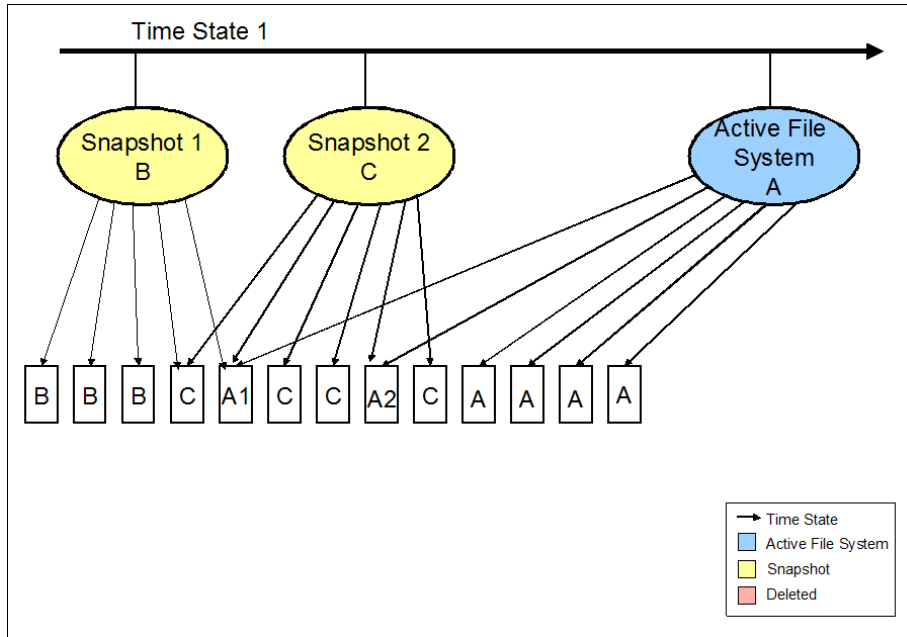 Time State 1
Snapshot 1
B
Snapshot 2
C
Active File
System
A
B B B C A1 C C A2 C A A A A
Time State
Active File System
Snapshot
Deleted